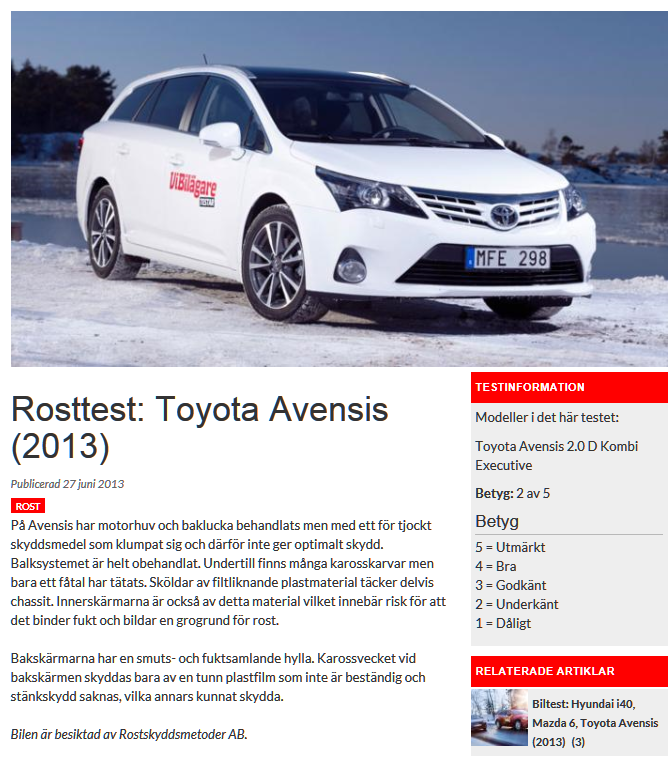 ViBilägare
TESTAR
MFE 298
Rosttest: Toyota Avensis
(2013)
Publicerad 27 juni 2013
ROST
På Avensis har motorhuv och baklucka behandlats men med ett för tjockt
skyddsmedel som klumpat sig och därför inte ger optimalt skydd.
Balksystemet är helt obehandlat. Undertill finns många karosskarvar men
bara ett fåtal har tätats. Sköldar av filtliknande plastmaterial täcker delvis
chassit. Innerskärmarna är också av detta material vilket innebär risk för att
det binder fukt och bildar en grogrund för rost.
Bakskärmarna har en smuts- och fuktsamlande hylla. Karossvecket vid
bakskärmen skyddas bara av en tunn plastfilm som inte är beständig och
stänkskydd saknas, vilka annars kunnat skydda.
Bilen är besiktad av Rostskyddsmetoder AB.
TESTINFORMATION
Modeller i det här testet:
Toyota Avensis 2.0 D Kombi
Executive
Betyg: 2 av 5
Betyg
5 = Utmärkt
4 = Bra
3 = Godkänt
2 = Underkänt
1 = Dåligt
RELATERADE ARTIKLAR
Biltest: Hyundai i40,
Mazda 6, Toyota Avensis
(2013) (3)